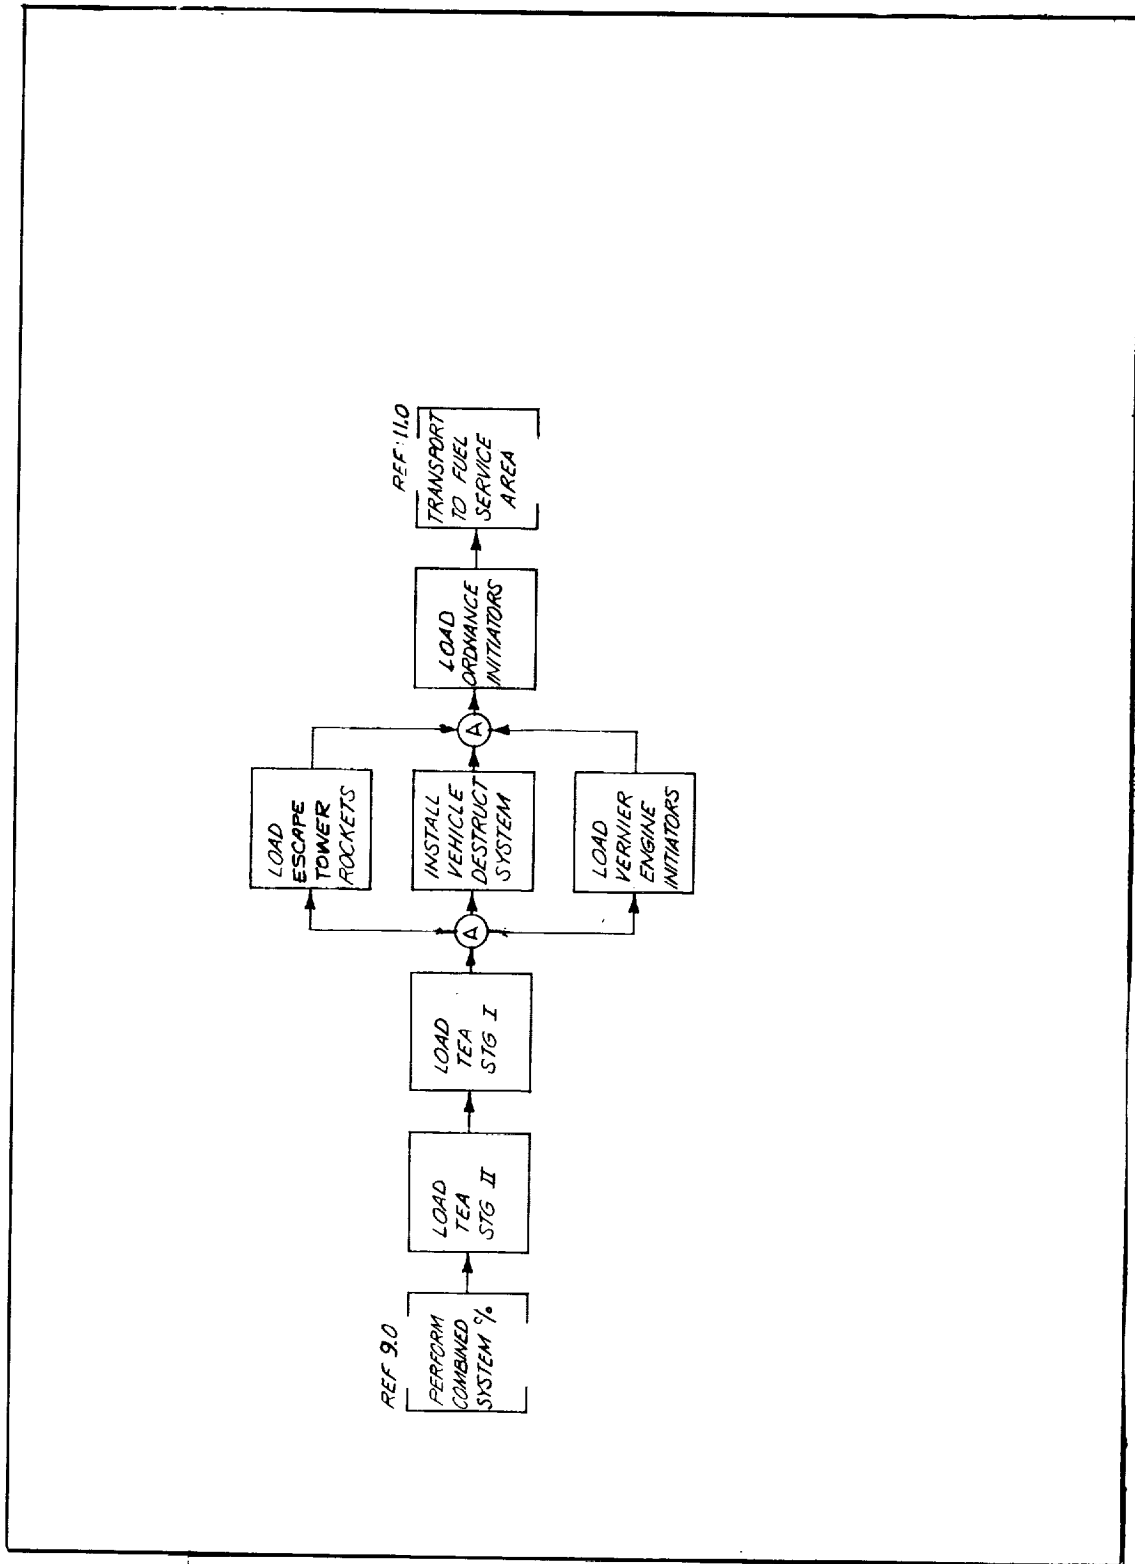 REF 9.0
PERFORM
COMBINED
SYSTEM %
LOAD
TEA
STG II
LOAD
TEA
STG I
A
LOAD
ESCAPE
TOWER
ROCKETS
INSTALL
VEHICLE
DESTRUCT
SYSTEM
LOAD
VERNIER
ENGINE
INITIATORS
A
LOAD
ORDNANCE
INITIATORS
REF: 11.0
TRANSPORT
TO FUEL
SERVICE
AREA